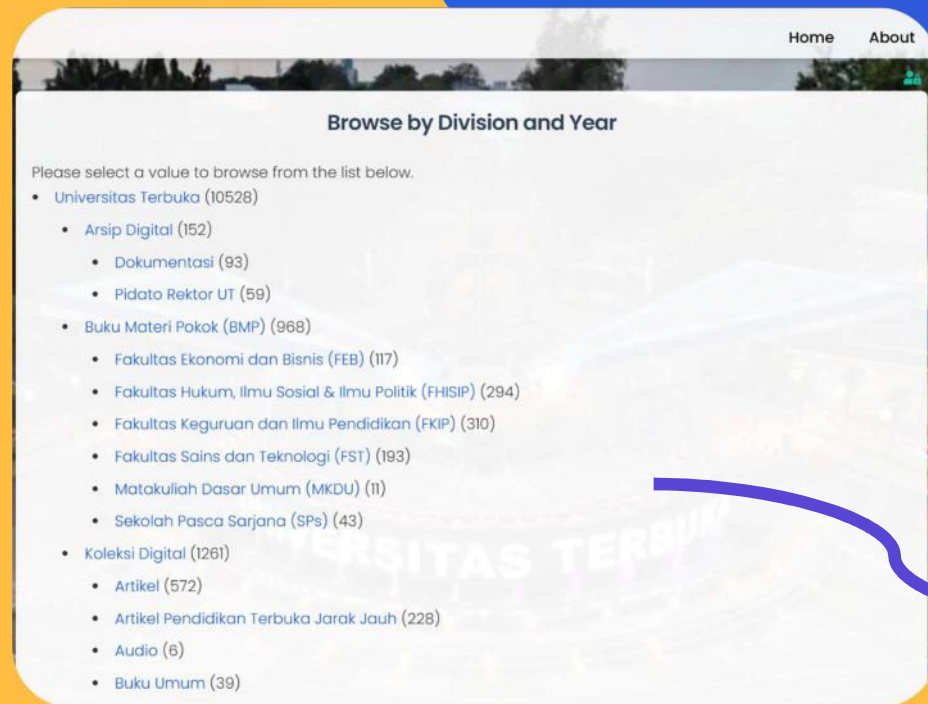 Home About
Browse by Division and Year
Please select a value to browse from the list below.
• Universitas Terbuka (10528)
• Arsip Digital (152)
• Dokumentasi (93)
• Pidato Rektor UT (59)
• Buku Materi Pokok (BMP) (968)
• Fakultas Ekonomi dan Bisnis (FEB) (117)
• Fakultas Hukum, Ilmu Sosial & Ilmu Politik (FHISIP) (294)
• Fakultas Keguruan dan Ilmu Pendidikan (FKIP) (310)
• Fakultas Sains dan Teknologi (FST) (193)
• Matakuliah Dasar Umum (MKDU) (11)
• Sekolah Pasca Sarjana (SPs) (43)
UNIVERSITAS TERBUKA
• Koleksi Digital (1261)
• Artikel (572)
• Artikel Pendidikan Terbuka Jarak Jauh (228)
• Audio (6)
• Buku Umum (39)